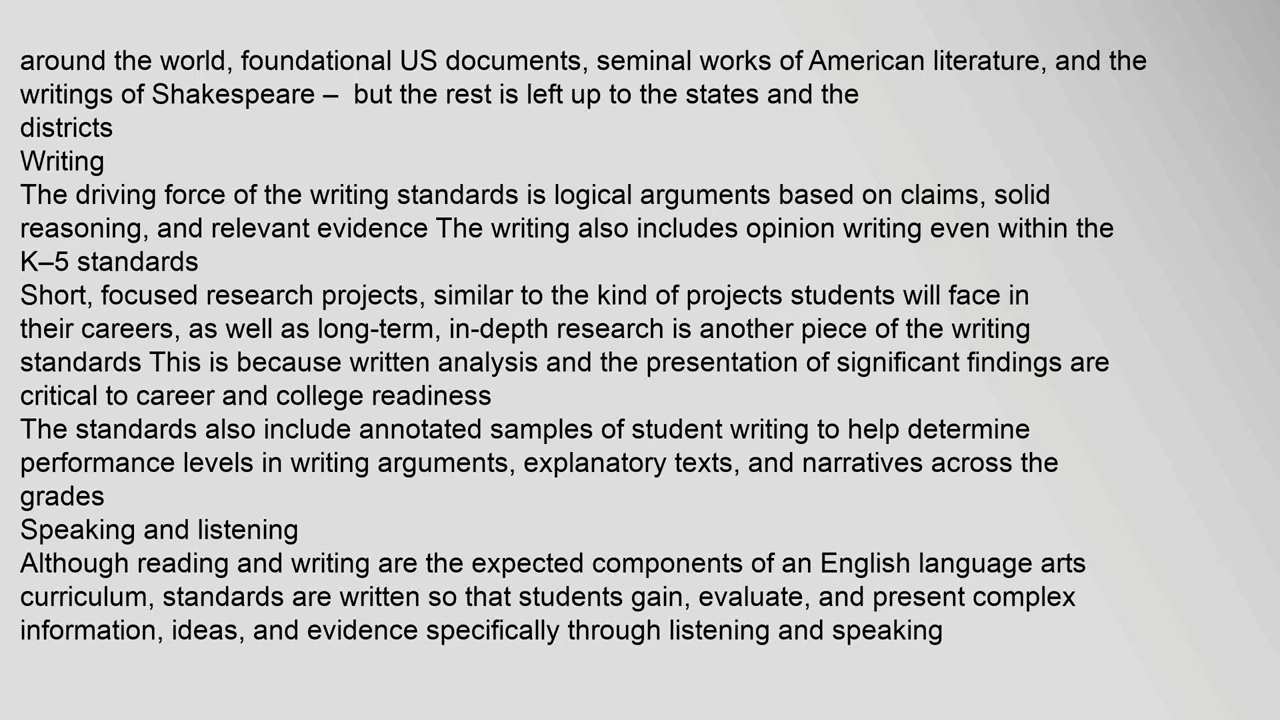 around the world, foundational US documents, seminal works of American literature, and the
writings of Shakespeare –  but the rest is left up to the states and the
districts
Writing
The driving force of the writing standards is logical arguments based on claims, solid
reasoning, and relevant evidence The writing also includes opinion writing even within the
K–5 standards
Short, focused research projects, similar to the kind of projects students will face in
their careers, as well as long-term, in-depth research is another piece of the writing
standards This is because written analysis and the presentation of significant findings are
critical to career and college readiness
The standards also include annotated samples of student writing to help determine
performance levels in writing arguments, explanatory texts, and narratives across the
grades
Speaking and listening
Although reading and writing are the expected components of an English language arts
curriculum, standards are written so that students gain, evaluate, and present complex
information, ideas, and evidence specifically through listening and speaking